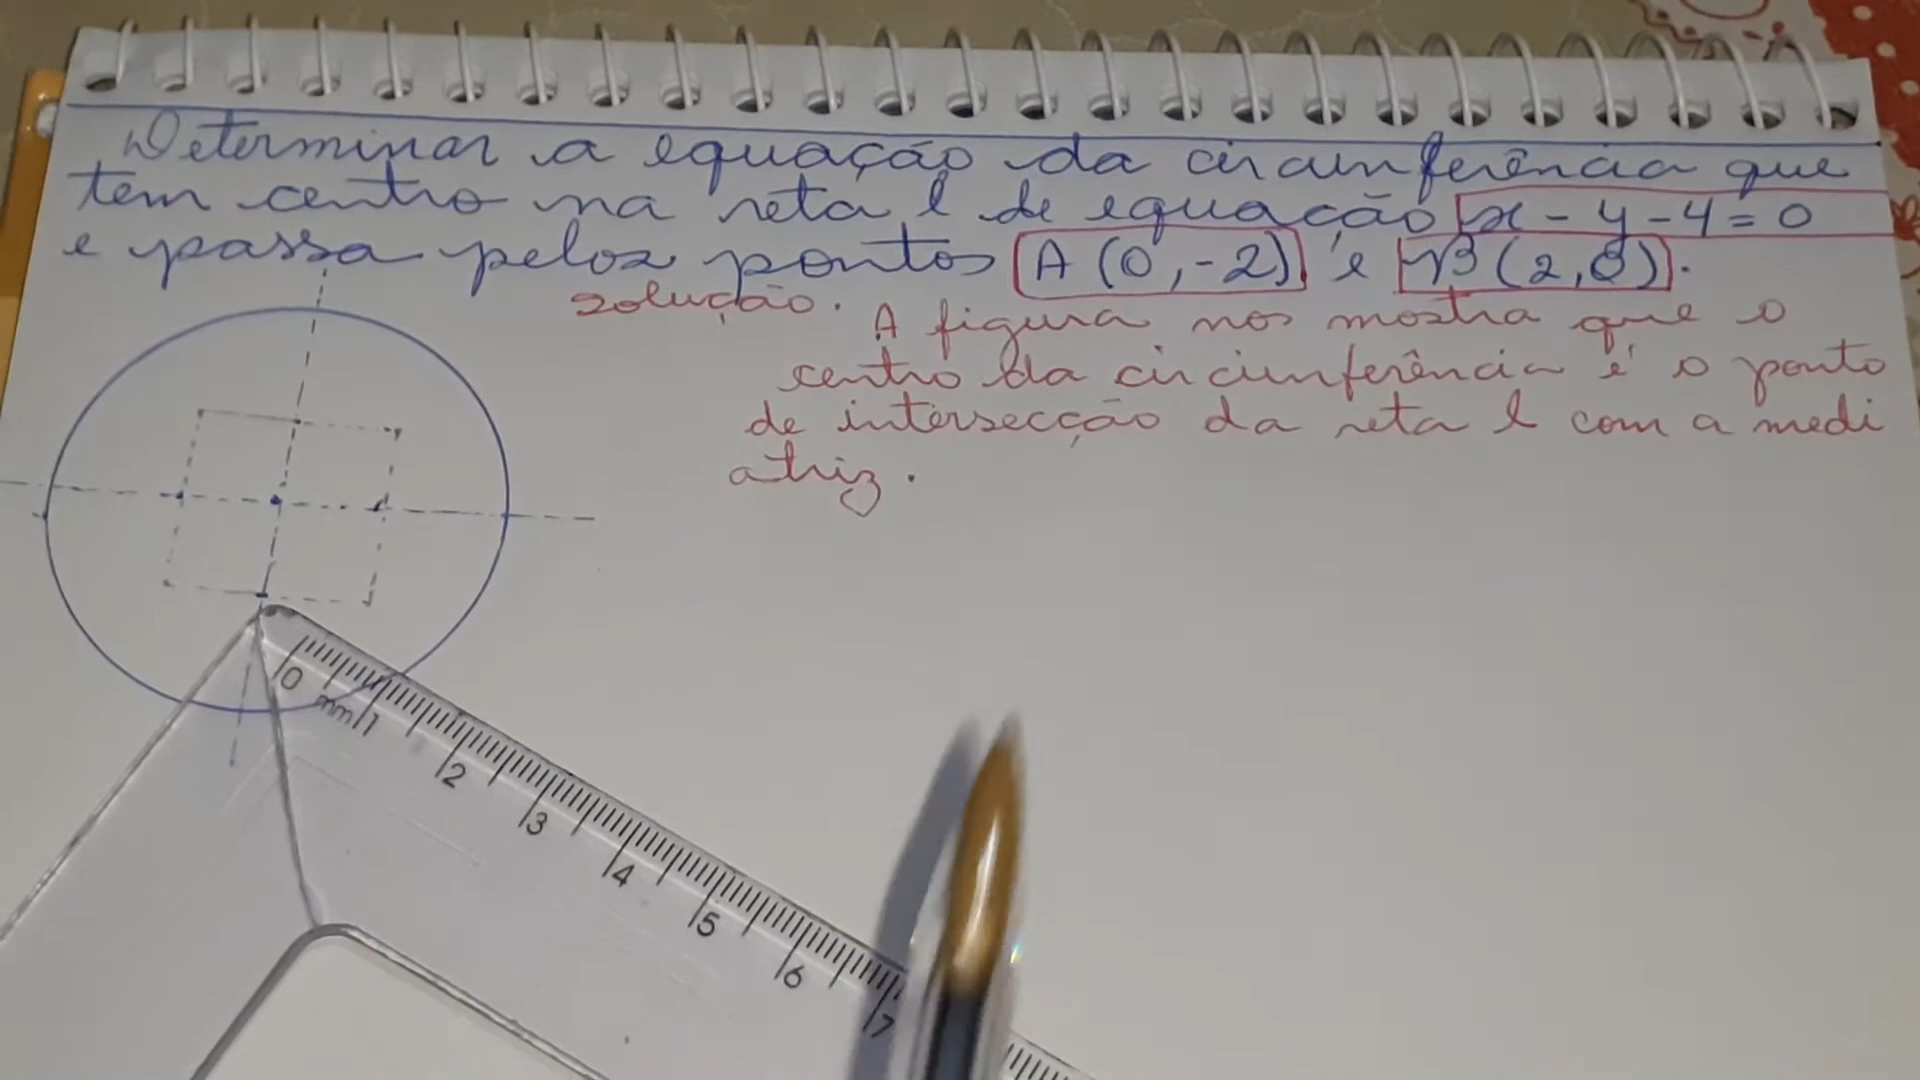 Determinar a equação da circunferência que
tem centro na reta l de equação x - y - 4 = 0
e passa pelos pontos A (0, -2) e B (2, 0).
solução.
A figura nos mostra que o
centro da circunferência é o ponto
de intersecção da reta l com a medi
atriz.
0 mm 1 2 3 4 5 6 7